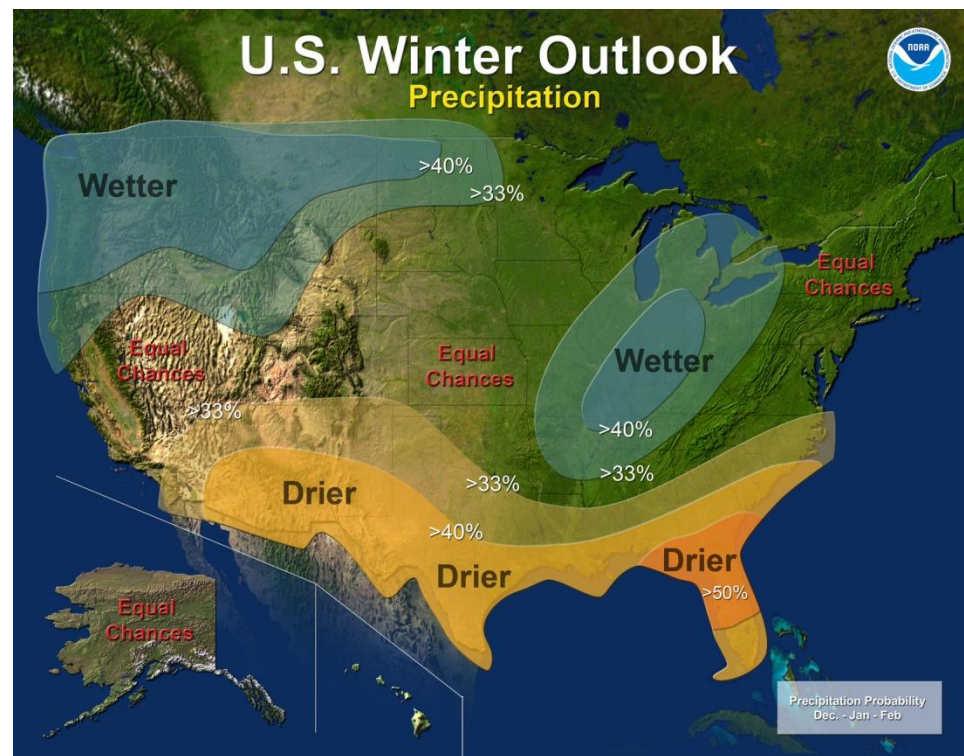 U.S. Winter Outlook
Precipitation
NOAA
Wetter
>40%
>33%
Equal
Chances
Equal
Chances
>33%
Equal
Chances
Wetter
>40%
>33%
Drier
>33%
>40%
Drier
Drier
>50%
Equal
Chances
Precipitation Probability
Dec. - Jan - Feb